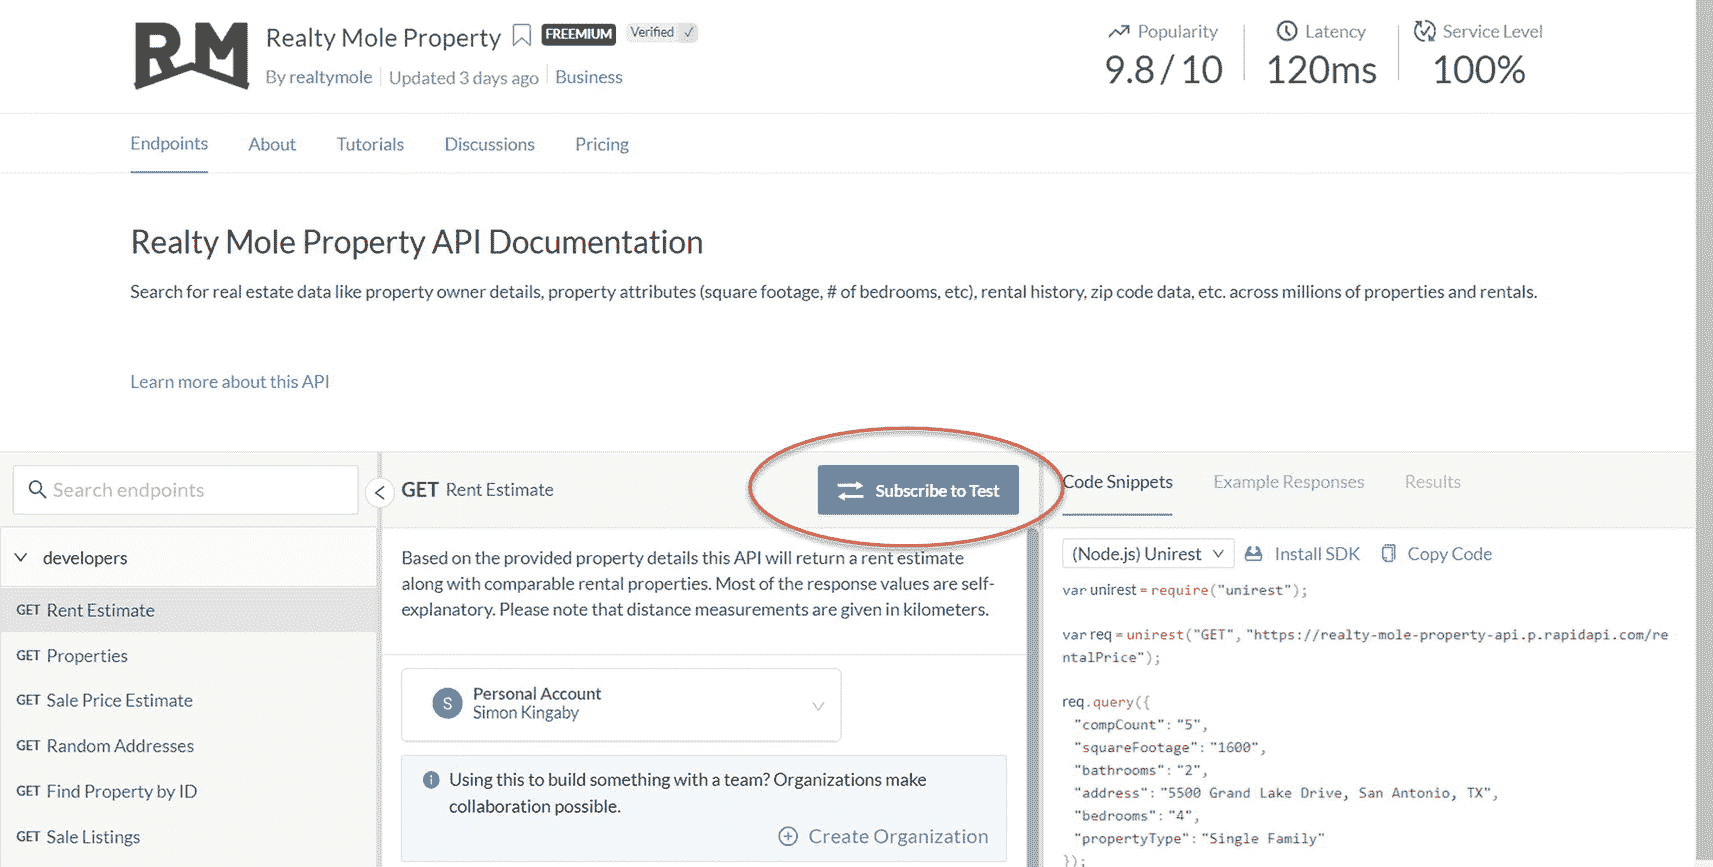 RM
Realty Mole Property FREEMIUM Verified ✓
By realtymole Updated 3 days ago Business
Popularity
9.8 / 10
Latency
120ms
Service Level
100%
Endpoints About Tutorials Discussions Pricing
Realty Mole Property API Documentation
Search for real estate data like property owner details, property attributes (square footage, # of bedrooms, etc), rental history, zip code data, etc. across millions of properties and rentals.
Learn more about this API
Search endpoints
developers
GET Rent Estimate
GET Properties
GET Sale Price Estimate
GET Random Addresses
GET Find Property by ID
GET Sale Listings
GET Rent Estimate
Subscribe to Test
Based on the provided property details this API will return a rent estimate
along with comparable rental properties. Most of the response values are self-
explanatory. Please note that distance measurements are given in kilometers.
S
Personal Account
Simon Kingaby
Using this to build something with a team? Organizations make
collaboration possible.
Create Organization
Code Snippets Example Responses Results
(Node.js) Unirest Install SDK Copy Code
var unirest = require("unirest");
var req = unirest("GET", "https://realty-mole-property-api.p.rapidapi.com/re
ntalPrice");
req.query({
"compCount": "5",
"squareFootage": "1600",
"bathrooms": "2",
"address": "5500 Grand Lake Drive, San Antonio, TX",
"bedrooms": "4",
"propertyType": "Single Family"
});